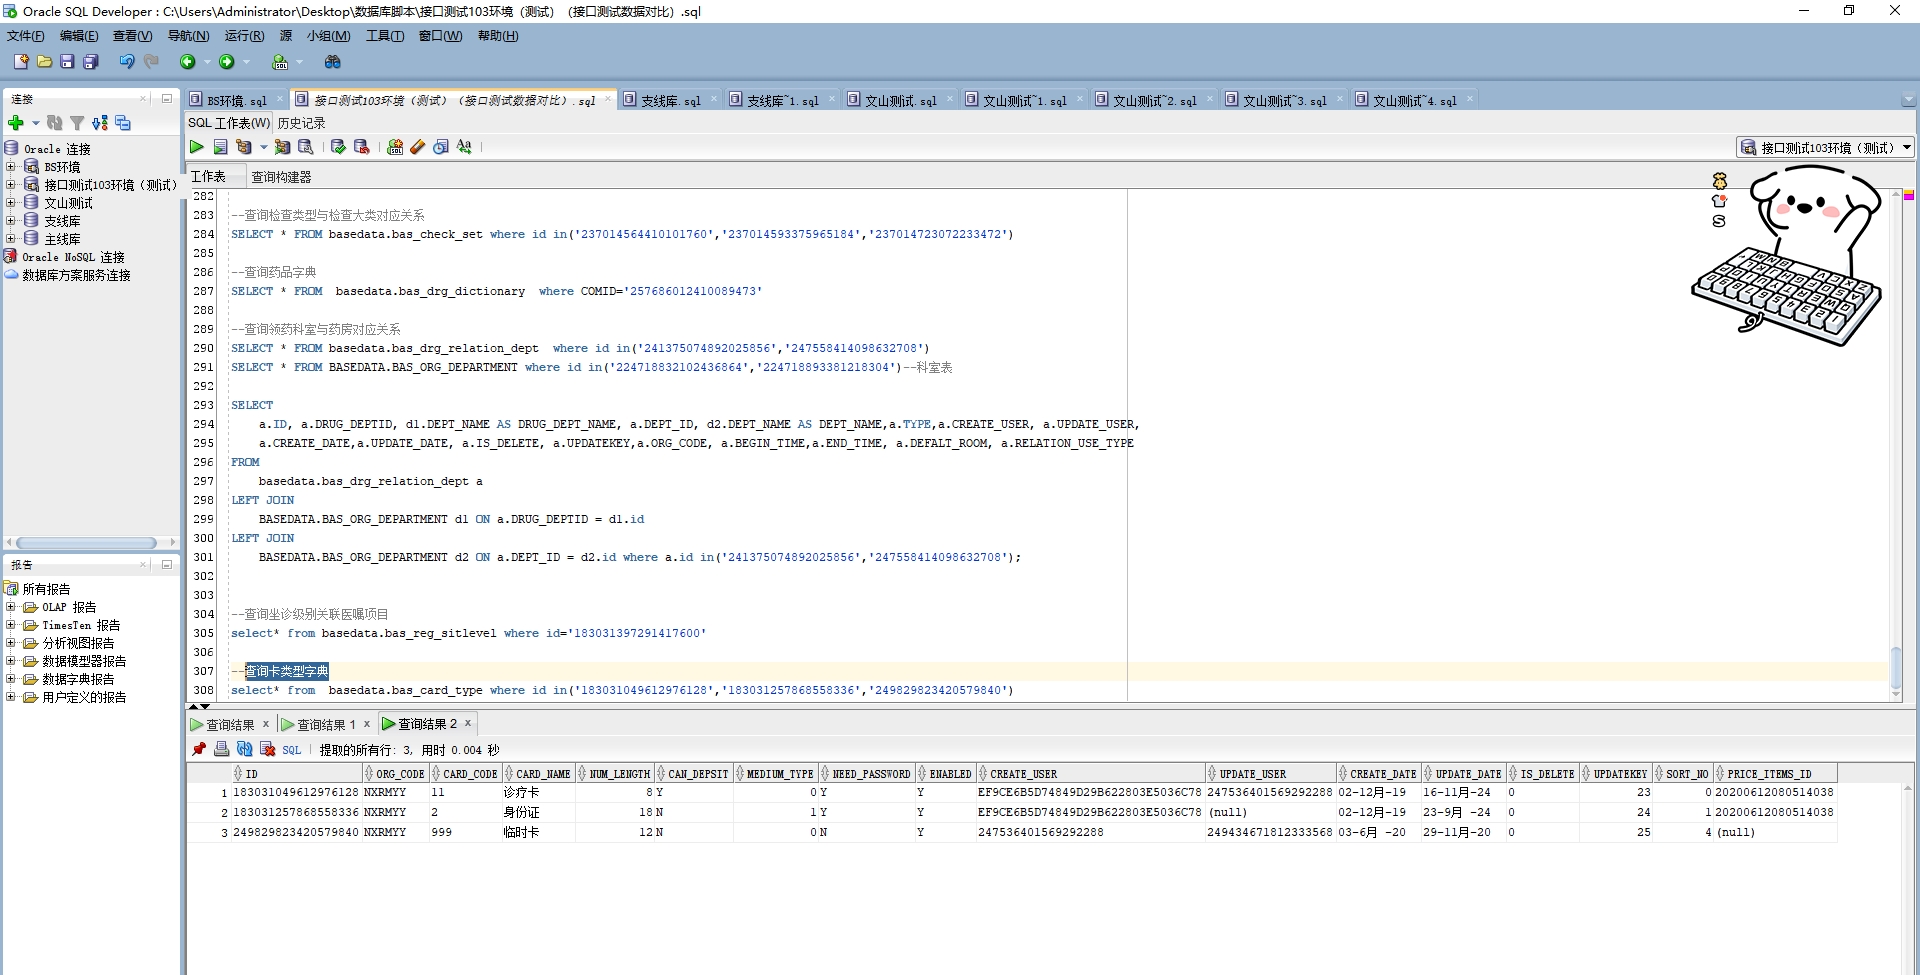 Oracle SQL Developer : C:\Users\Administrator\Desktop\数据库脚本\接口测试103环境（测试）（接口测试数据对比）.sql
文件(F) 编辑(E) 查看(V) 导航(N) 运行(R) 源 小组(M) 工具(T) 窗口(W) 帮助(H)
连接
BS环境.sql 接口测试103环境（测试）（接口测试数据对比）.sql 支线库.sql 支线库~1.sql 文山测试.sql 文山测试~1.sql 文山测试~2.sql 文山测试~3.sql 文山测试~4.sql
SQL 工作表(W) 历史记录
接口测试103环境（测试）
Oracle 连接
BS环境
接口测试103环境（测试）
文山测试
支线库
主线库
Oracle NoSQL 连接
数据库方案服务连接
报告
所有报告
OLAP 报告
TimesTen 报告
分析视图报告
数据模型器报告
数据字典报告
用户定义的报告
工作表 查询构建器
282
283 --查询检查类型与检查大类对应关系
284 SELECT * FROM basedata.bas_check_set where id in('237014564410101760','237014593375965184','237014723072233472')
285
286 --查询药品字典
287 SELECT * FROM  basedata.bas_drg_dictionary  where COMID='257686012410089473'
288
289 --查询领药科室与药房对应关系
290 SELECT * FROM basedata.bas_drg_relation_dept  where id in('241375074892025856','247558414098632708')
291 SELECT * FROM BASEDATA.BAS_ORG_DEPARTMENT where id in('224718832102436864','224718893381218304')--科室表
292
293 SELECT
294 a.ID, a.DRUG_DEPTID, d1.DEPT_NAME AS DRUG_DEPT_NAME, a.DEPT_ID, d2.DEPT_NAME AS DEPT_NAME,a.TYPE,a.CREATE_USER, a.UPDATE_USER,
295 a.CREATE_DATE,a.UPDATE_DATE, a.IS_DELETE, a.UPDATEKEY,a.ORG_CODE, a.BEGIN_TIME,a.END_TIME, a.DEFALT_ROOM, a.RELATION_USE_TYPE
296 FROM
297 basedata.bas_drg_relation_dept a
298 LEFT JOIN
299 BASEDATA.BAS_ORG_DEPARTMENT d1 ON a.DRUG_DEPTID = d1.id
300 LEFT JOIN
301 BASEDATA.BAS_ORG_DEPARTMENT d2 ON a.DEPT_ID = d2.id where a.id in('241375074892025856','247558414098632708');
302
303
304 --查询坐诊级别关联医嘱项目
305 select* from basedata.bas_reg_sitlevel where id='183031397291417600'
306
307 --查询卡类型字典
308 select* from  basedata.bas_card_type where id in('183031049612976128','183031257868558336','249829823420579840')
查询结果 x 查询结果 1 x 查询结果 2 x
SQL 提取的所有行: 3, 用时 0.004 秒
ID ORG_CODE CARD_CODE CARD_NAME NUM_LENGTH CAN_DEPSIT MEDIUM_TYPE NEED_PASSWORD ENABLED CREATE_USER UPDATE_USER CREATE_DATE UPDATE_DATE IS_DELETE UPDATEKEY SORT_NO PRICE_ITEMS_ID
1 183031049612976128 NXRMYY 11 诊疗卡 8 Y 0 Y Y EF9CE6B5D74849D29B622803E5036C78 247536401569292288 02-12月-19 16-11月-24 0 23 0 20200612080514038
2 183031257868558336 NXRMYY 2 身份证 18 N 1 Y Y EF9CE6B5D74849D29B622803E5036C78 (null) 02-12月-19 23-9月 -24 0 24 1 20200612080514038
3 249829823420579840 NXRMYY 999 临时卡 12 N 0 N Y 247536401569292288 249434671812333568 03-6月 -20 29-11月-20 0 25 4 (null)